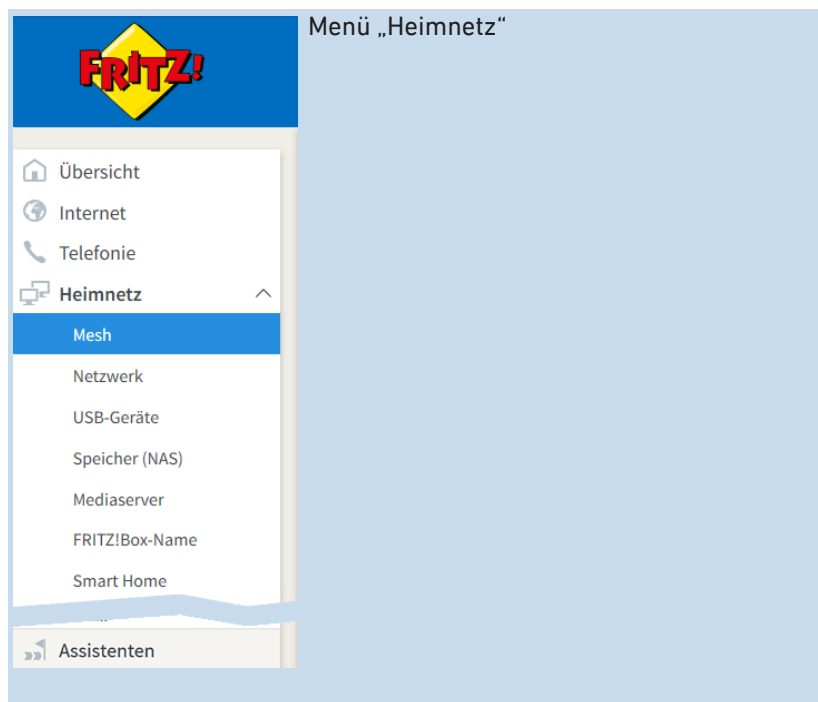 Menü „Heimnetz“
FRITZ!
Übersicht
Internet
Telefonie
Heimnetz
Mesh
Netzwerk
USB-Geräte
Speicher (NAS)
Mediaserver
FRITZ!Box-Name
Smart Home
Assistenten